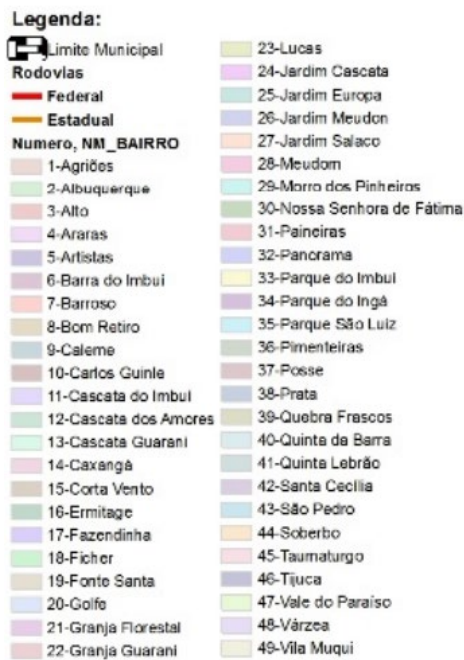 Legenda:
Limite Municipal
Rodovias
Federal
Estadual
Numero, NM_BAIRRO
1-Agriões
2-Albuquerque
3-Alto
4-Araras
5-Artistas
6-Barra do Imbui
7-Barroso
8-Bom Retiro
9-Caleme
10-Carlos Guinle
11-Cascata do Imbui
12-Cascata dos Amores
13-Cascata Guarani
14-Caxangá
15-Corta Vento
16-Ermitage
17-Fazendinha
18-Ficher
19-Fonte Santa
20-Golfe
21-Granja Florestal
22-Granja Guarani
23-Lucas
24-Jardim Cascata
25-Jardim Europa
26-Jardim Meudon
27-Jardim Salaco
28-Meudom
29-Morro dos Pinheiros
30-Nossa Senhora de Fátima
31-Paineiras
32-Panorama
33-Parque do Imbui
34-Parque do Ingá
35-Parque São Luiz
36-Pimenteiras
37-Posse
38-Prata
39-Quebra Frascos
40-Quinta da Barra
41-Quinta Lebrão
42-Santa Cecília
43-São Pedro
44-Soberbo
45-Taumaturgo
46-Tijuca
47-Vale do Paraíso
48-Várzea
49-Vila Muqui